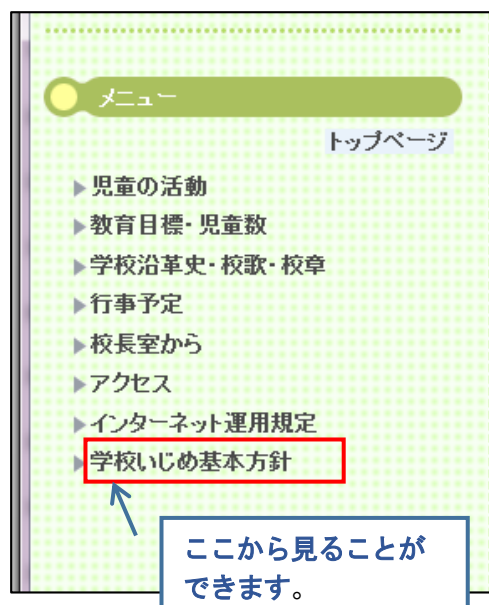 メニュー
トップページ
児童の活動
教育目標・児童数
学校沿革史・校歌・校章
行事予定
校長室から
アクセス
インターネット運用規定
学校いじめ基本方針
ここから見ることが
できます。